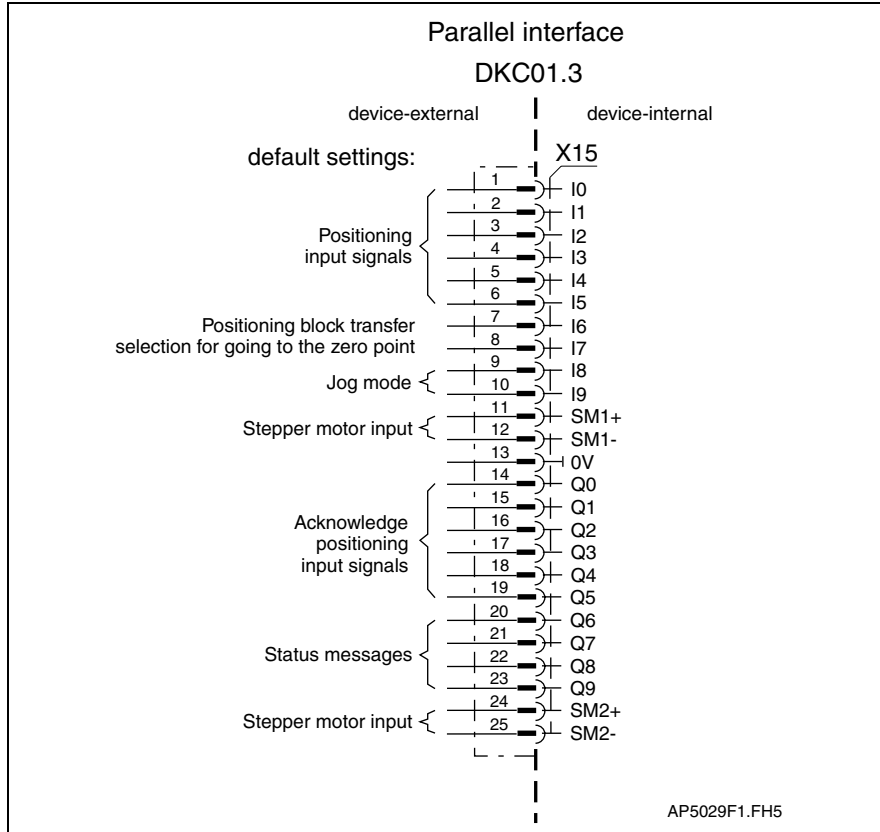 Parallel interface
DKC01.3
device-external device-internal
default settings: X15
1 I0
2 I1
3 I2
Positioning
input signals
4 I3
5 I4
6 I5
7 I6
Positioning block transfer
selection for going to the zero point
8 I7
9 I8
Jog mode
10 I9
11 SM1+
Stepper motor input
12 SM1-
13 0V
14 Q0
15 Q1
16 Q2
Acknowledge
positioning
input signals
17 Q3
18 Q4
19 Q5
20 Q6
21 Q7
Status messages
22 Q8
23 Q9
24 SM2+
Stepper motor input
25 SM2-
AP5029F1.FH5